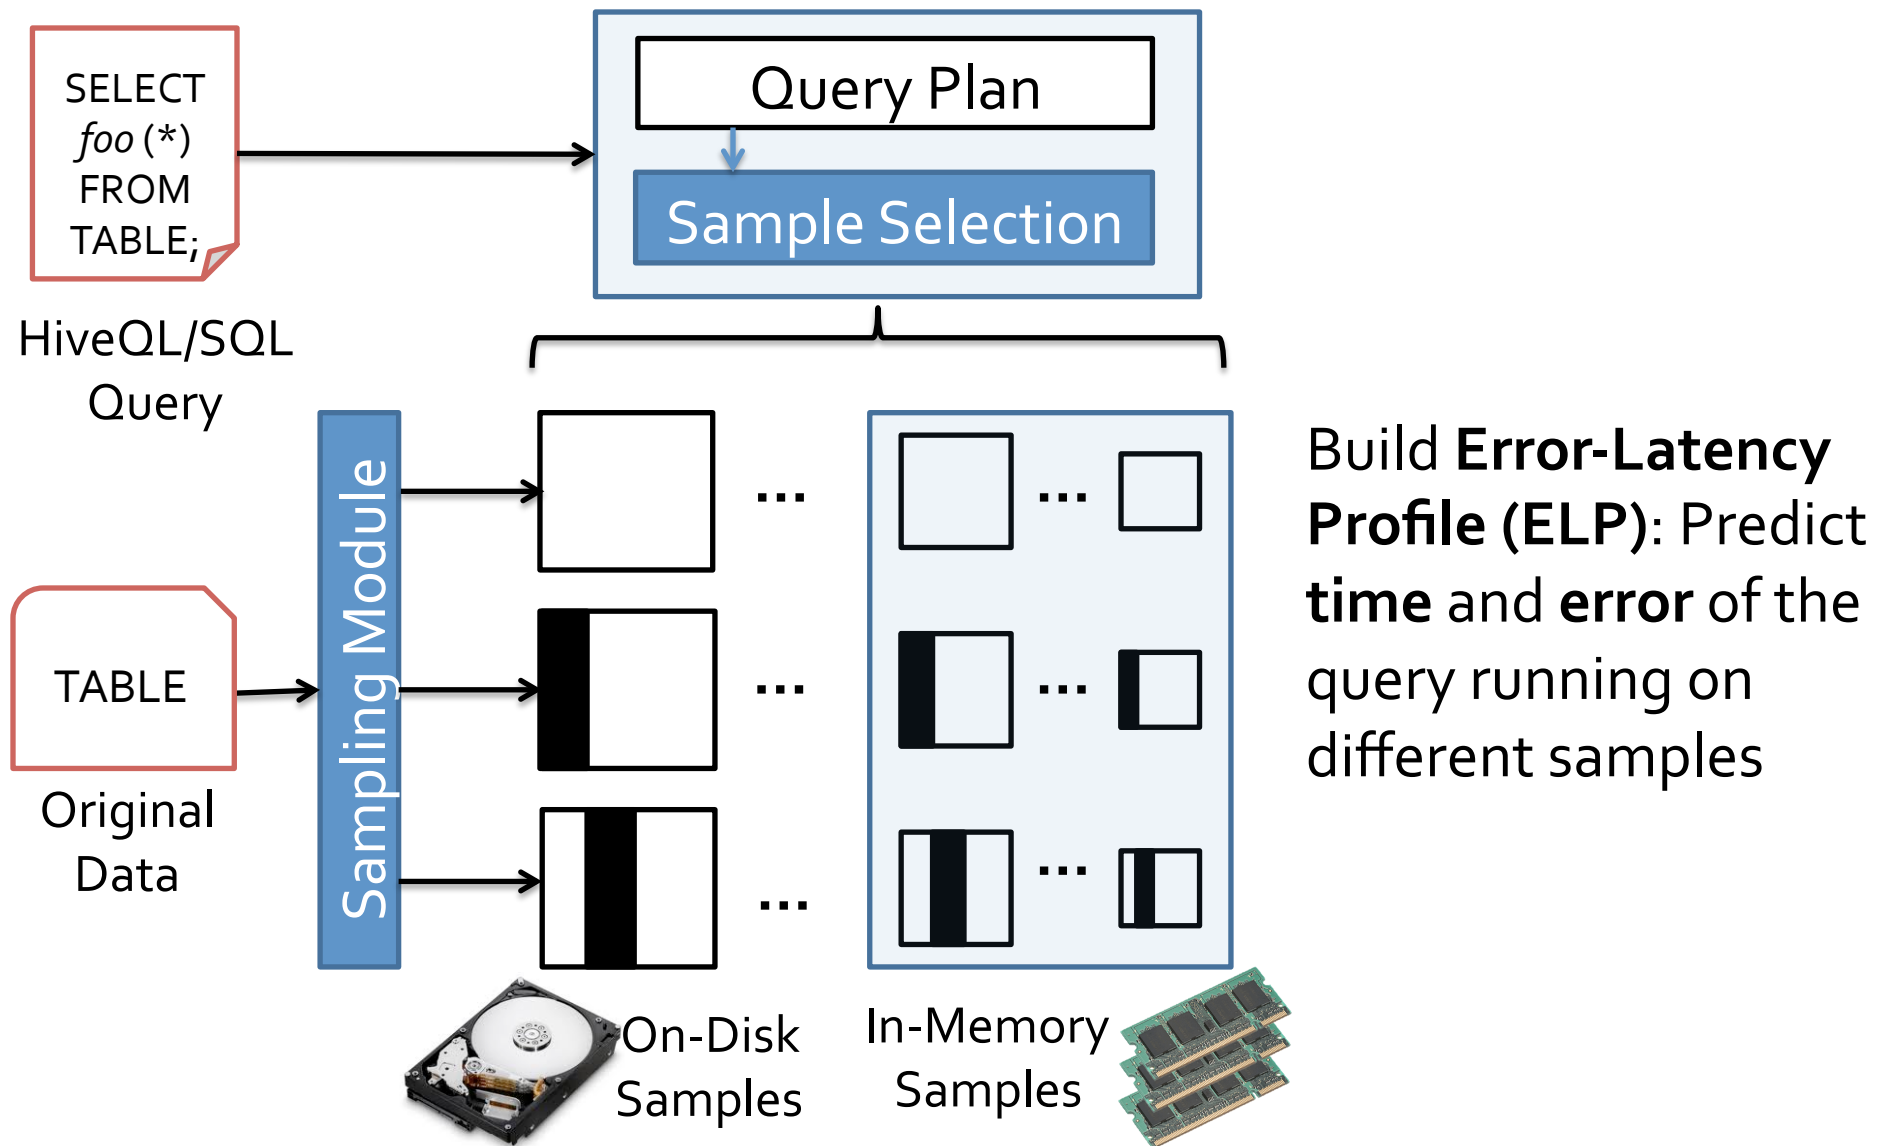 SELECT
foo (*)
FROM
TABLE;
HiveQL/SQL
Query
Query Plan
Sample Selection
TABLE
Original
Data
Sampling Module
...
...
...
...
...
...
On-Disk
Samples
In-Memory
Samples
Build Error-Latency
Profile (ELP): Predict
time and error of the
query running on
different samples